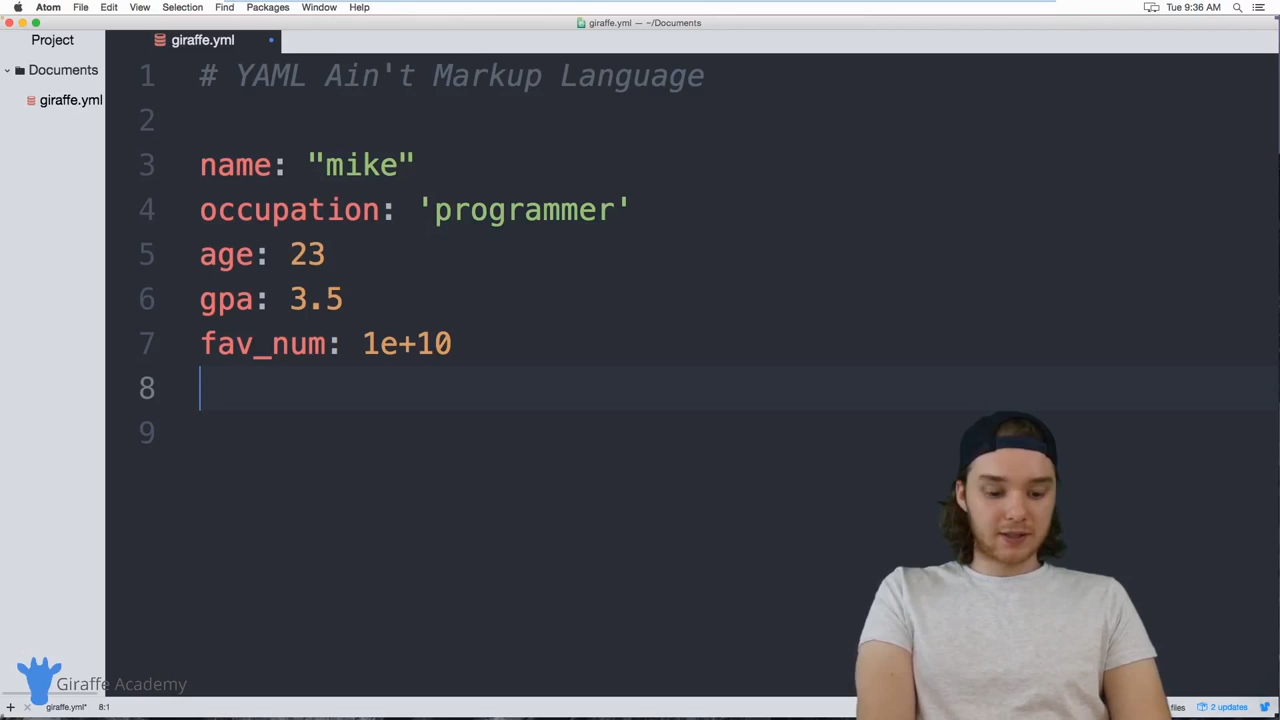 Atom File Edit View Selection Find Packages Window Help Tue 9:36 AM
giraffe.yml — ~/Documents
Project giraffe.yml
Documents
giraffe.yml
1 # YAML Ain't Markup Language
2
3 name: "mike"
4 occupation: 'programmer'
5 age: 23
6 gpa: 3.5
7 fav_num: 1e+10
8
9
Giraffe Academy
giraffe.yml* 8:1 files 2 updates